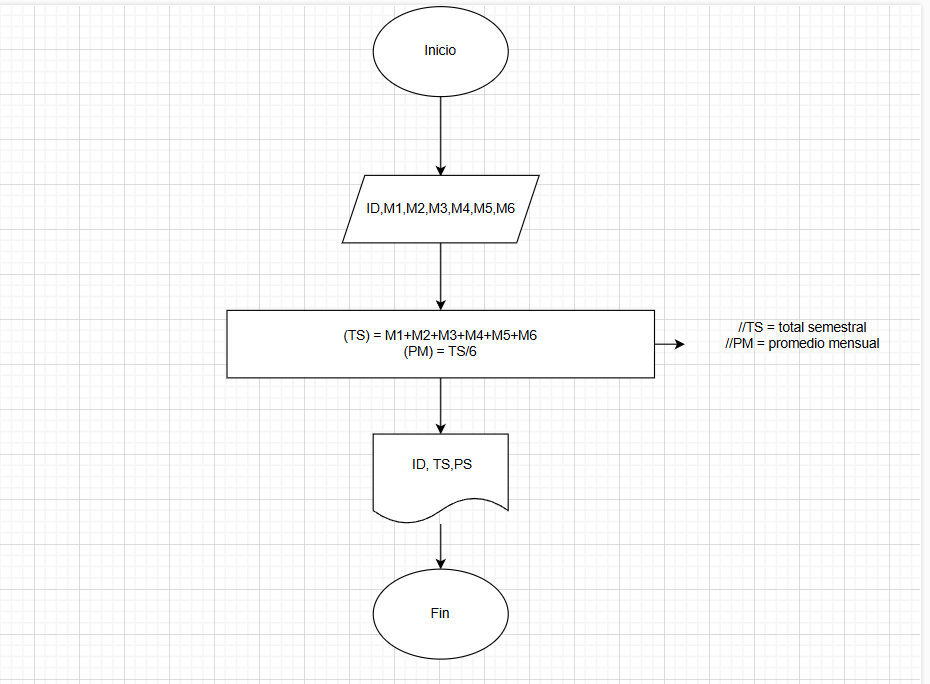 Inicio
ID,M1,M2,M3,M4,M5,M6
(TS) = M1+M2+M3+M4+M5+M6
(PM) = TS/6
//TS = total semestral
//PM = promedio mensual
ID, TS,PS
Fin